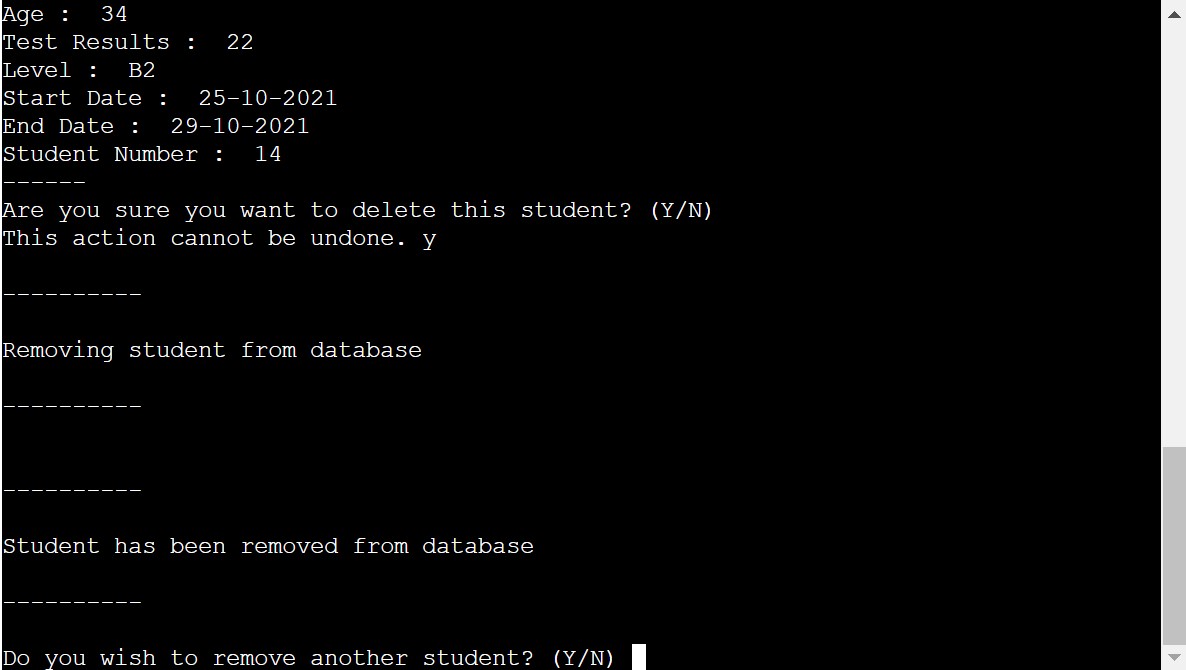 Age :  34
Test Results :  22
Level :  B2
Start Date :  25-10-2021
End Date :  29-10-2021
Student Number :  14
------
Are you sure you want to delete this student? (Y/N)
This action cannot be undone. y
----------
Removing student from database
----------
----------
Student has been removed from database
----------
Do you wish to remove another student? (Y/N)